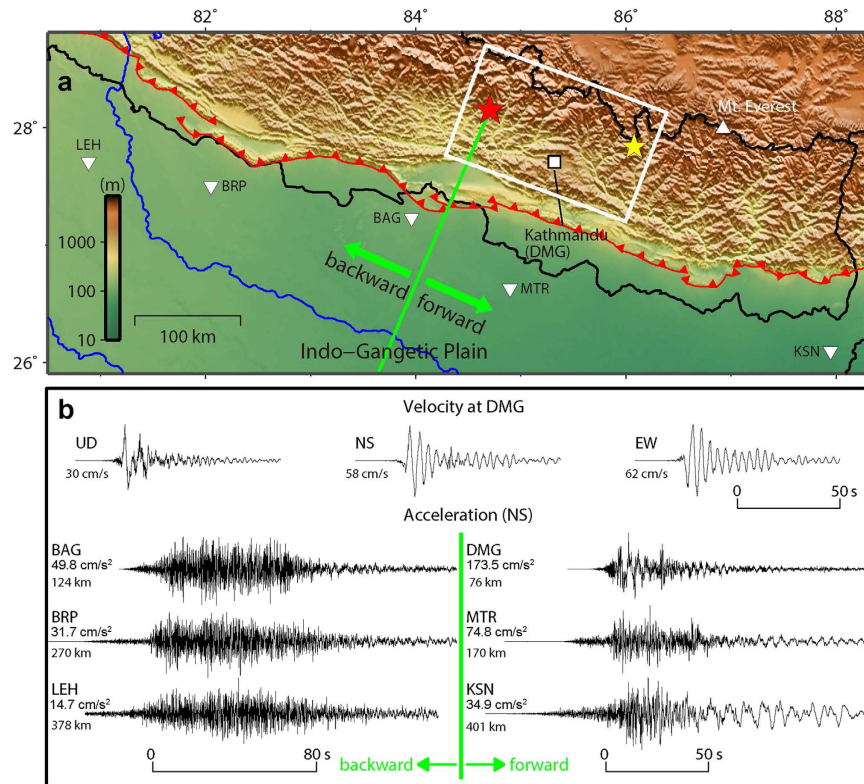 82°
84°
86°
88°
a
28°
26°
LEH
BRP
BAG
MTR
KSN
Mt. Everest
Kathmandu
(DMG)
(m)
1000
100
10
backward
forward
100 km
Indo–Gangetic Plain
b
Velocity at DMG
UD
30 cm/s
NS
58 cm/s
EW
62 cm/s
0 50 s
Acceleration (NS)
BAG
49.8 cm/s²
124 km
BRP
31.7 cm/s²
270 km
LEH
14.7 cm/s²
378 km
0 80 s
DMG
173.5 cm/s²
76 km
MTR
74.8 cm/s²
170 km
KSN
34.9 cm/s²
401 km
0 50 s
backward
forward